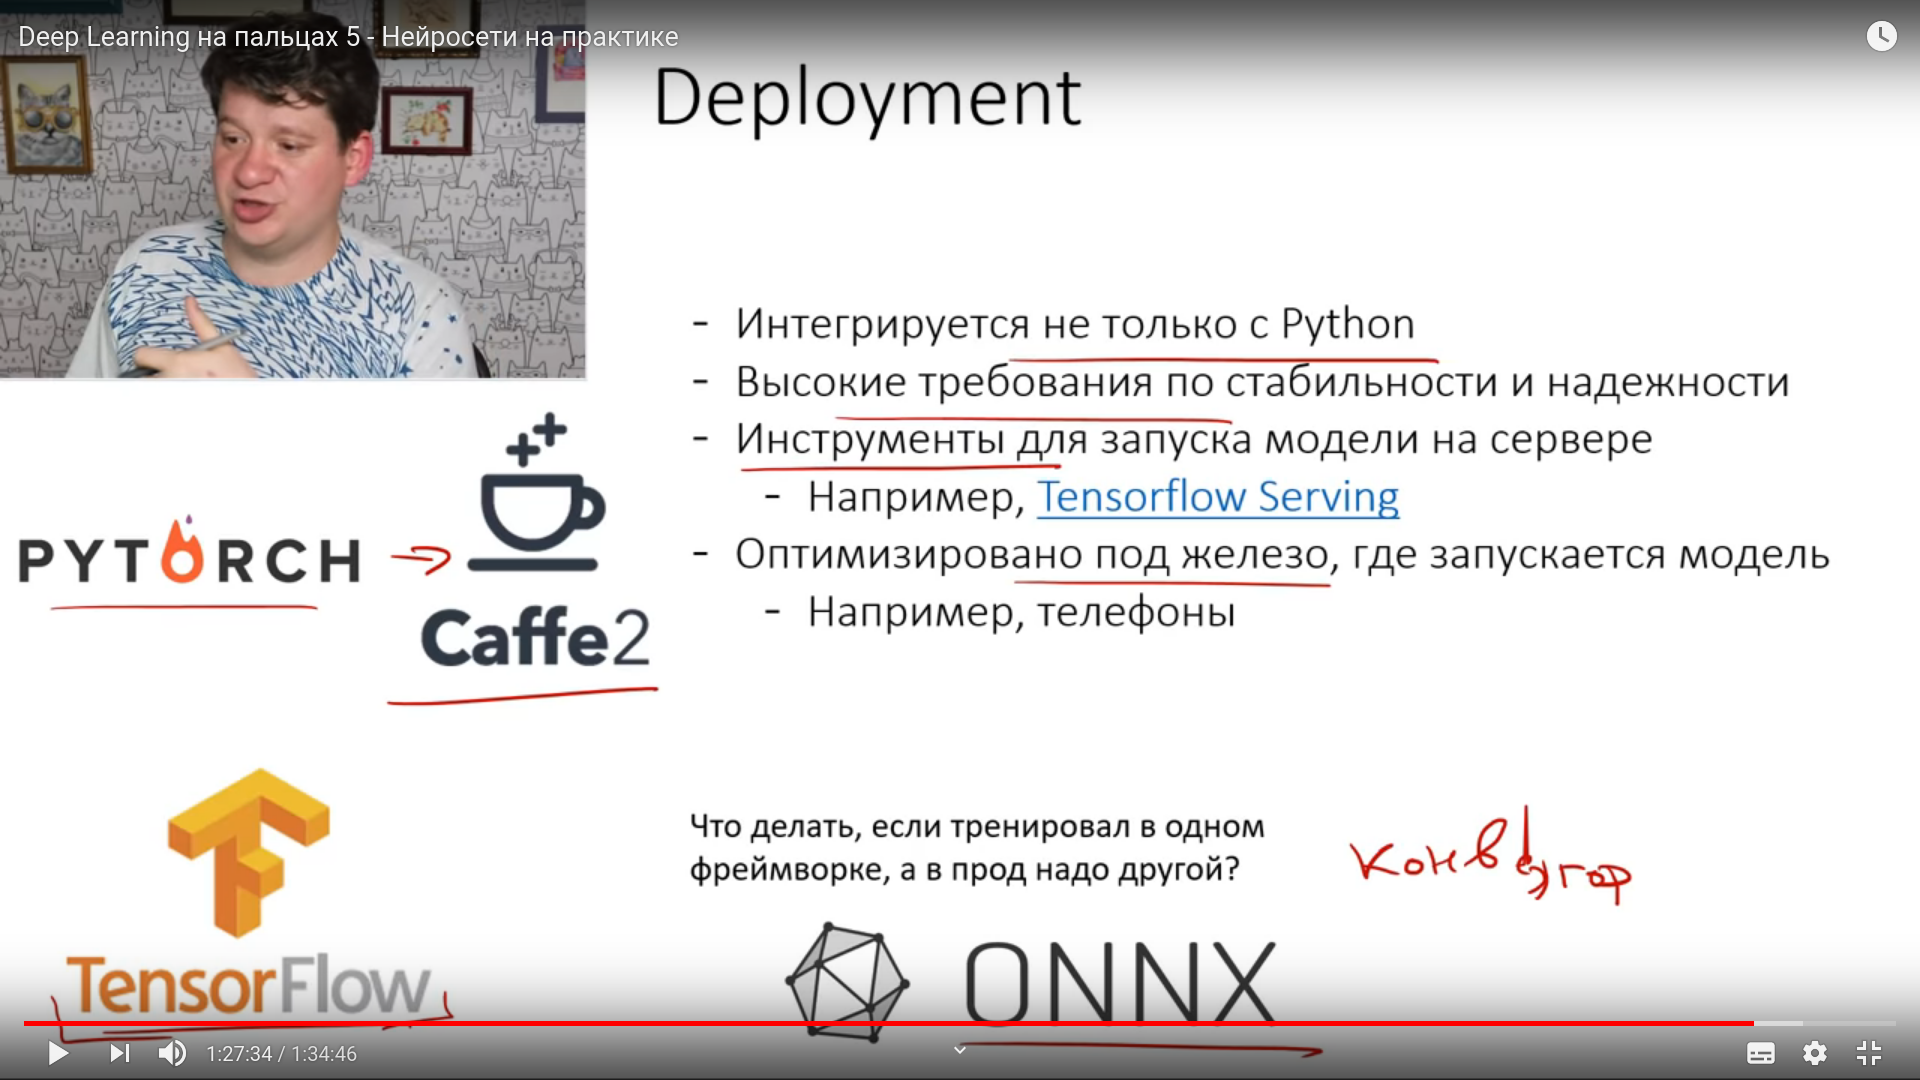 Deep Learning на пальцах 5 - Нейросети на практике
Deployment
- Интегрируется не только с Python
- Высокие требования по стабильности и надежности
- Инструменты для запуска модели на сервере
- Например, Tensorflow Serving
- Оптимизировано под железо, где запускается модель
- Например, телефоны
PYTORCH
Caffe2
TensorFlow
Что делать, если тренировал в одном
фреймворке, а в прод надо другой?
ONNX
1:27:34 / 1:34:46